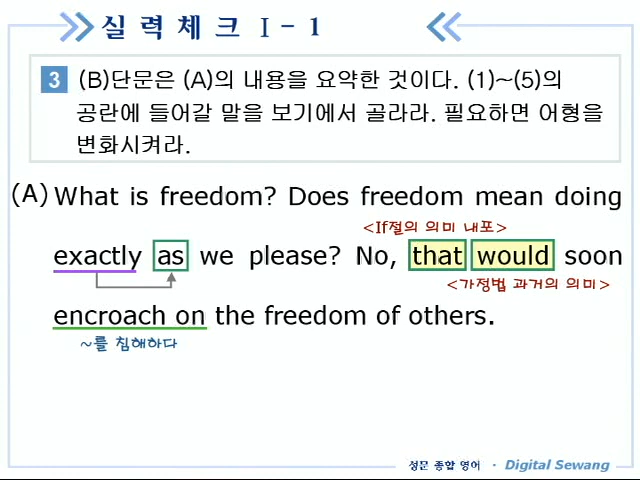 실력체크 I - 1
3 (B)단문은 (A)의 내용을 요약한 것이다. (1)~(5)의
공란에 들어갈 말을 보기에서 골라라. 필요하면 어형을
변화시켜라.
(A) What is freedom? Does freedom mean doing
<If절의 의미 내포>
exactly as we please? No, that would soon
<가정법 과거의 의미>
encroach on the freedom of others.
~를 침해하다
정문 종합 영어 · Digital Sewang